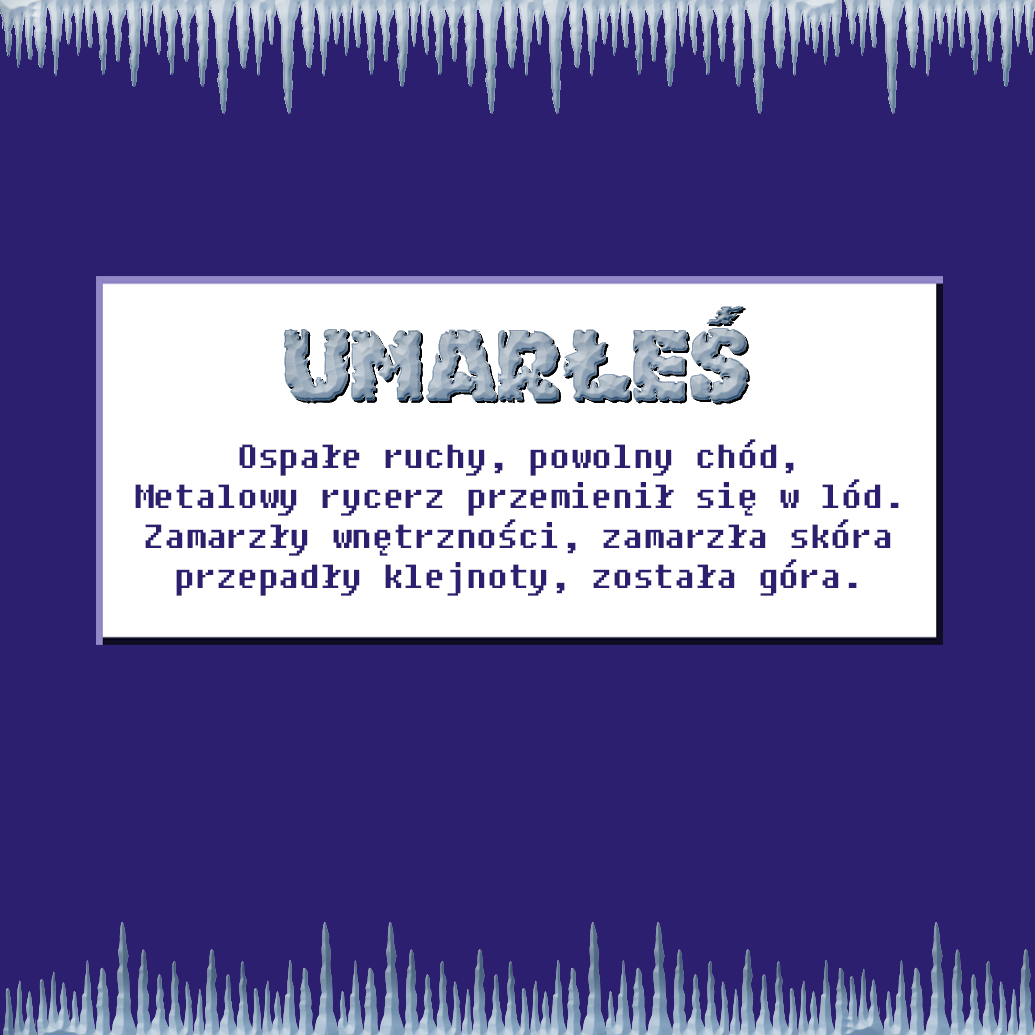 UMARŁEŚ
Ospałe ruchy, powolny chód,
Metalowy rycerz przemienił się w lód.
Zamarzły wnętrzności, zamarzła skóra
przepadły klejnoty, została góra.